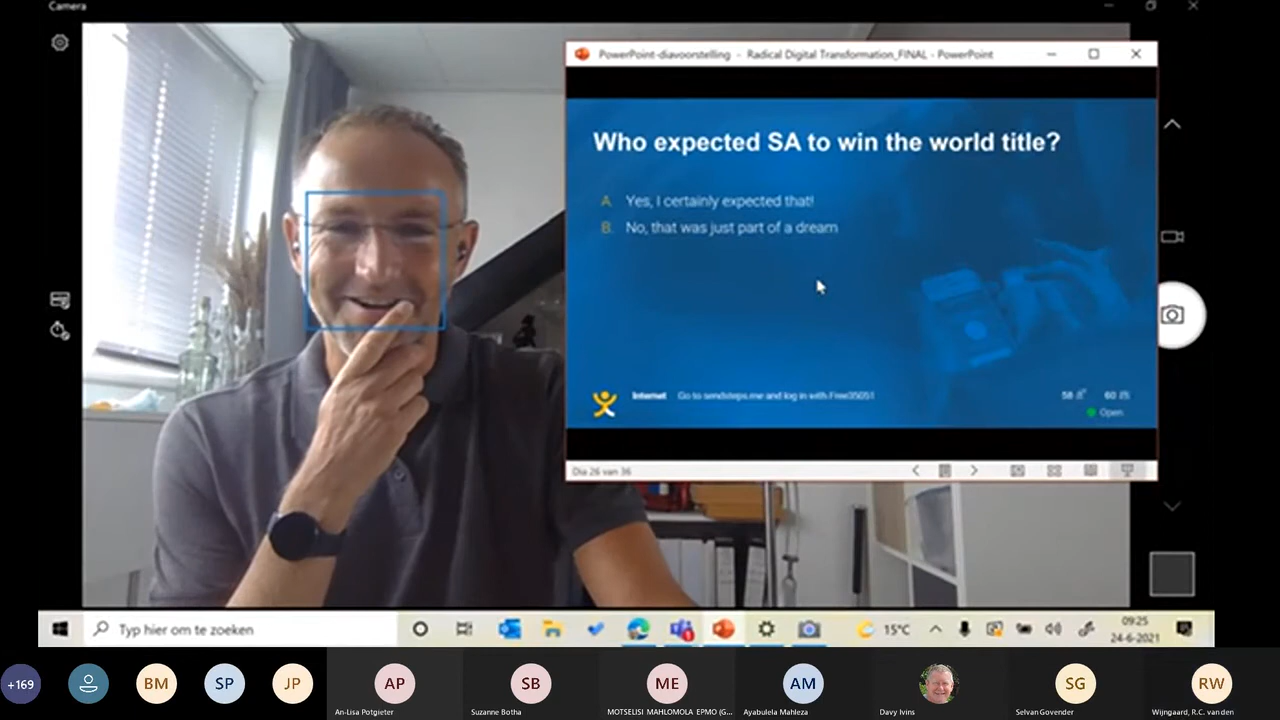 Camera
PowerPoint-diavoorstelling - Radical Digital Transformation_FINAL - PowerPoint
Who expected SA to win the world title?
A. Yes, I certainly expected that!
B. No, that was just part of a dream
Internet Go to sendsteps.me and log in with Free35051
58 60
Open
Dia 26 van 36
Typ hier om te zoeken
15°C
09:25
24-6-2021
+169
BM
SP
JP
AP
SB
ME
AM
SG
RW
An-Lisa Potgieter
Suzanne Botha
MOTSELISI MAHLOMOLA EPMO (G...
Ayabulela Mahleza
Davy Ivins
Selvan Govender
Wijngaard, R.C. van den